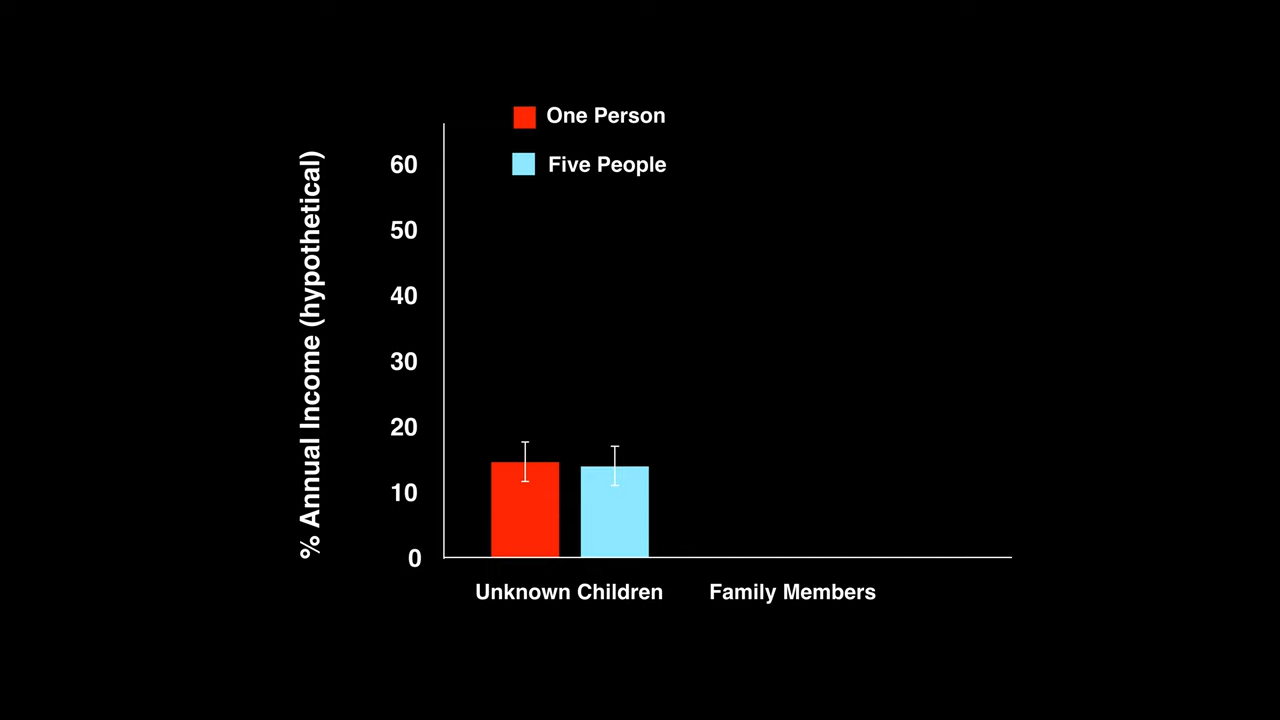 One Person
Five People
% Annual Income (hypothetical)
60
50
40
30
20
10
0
Unknown Children
Family Members